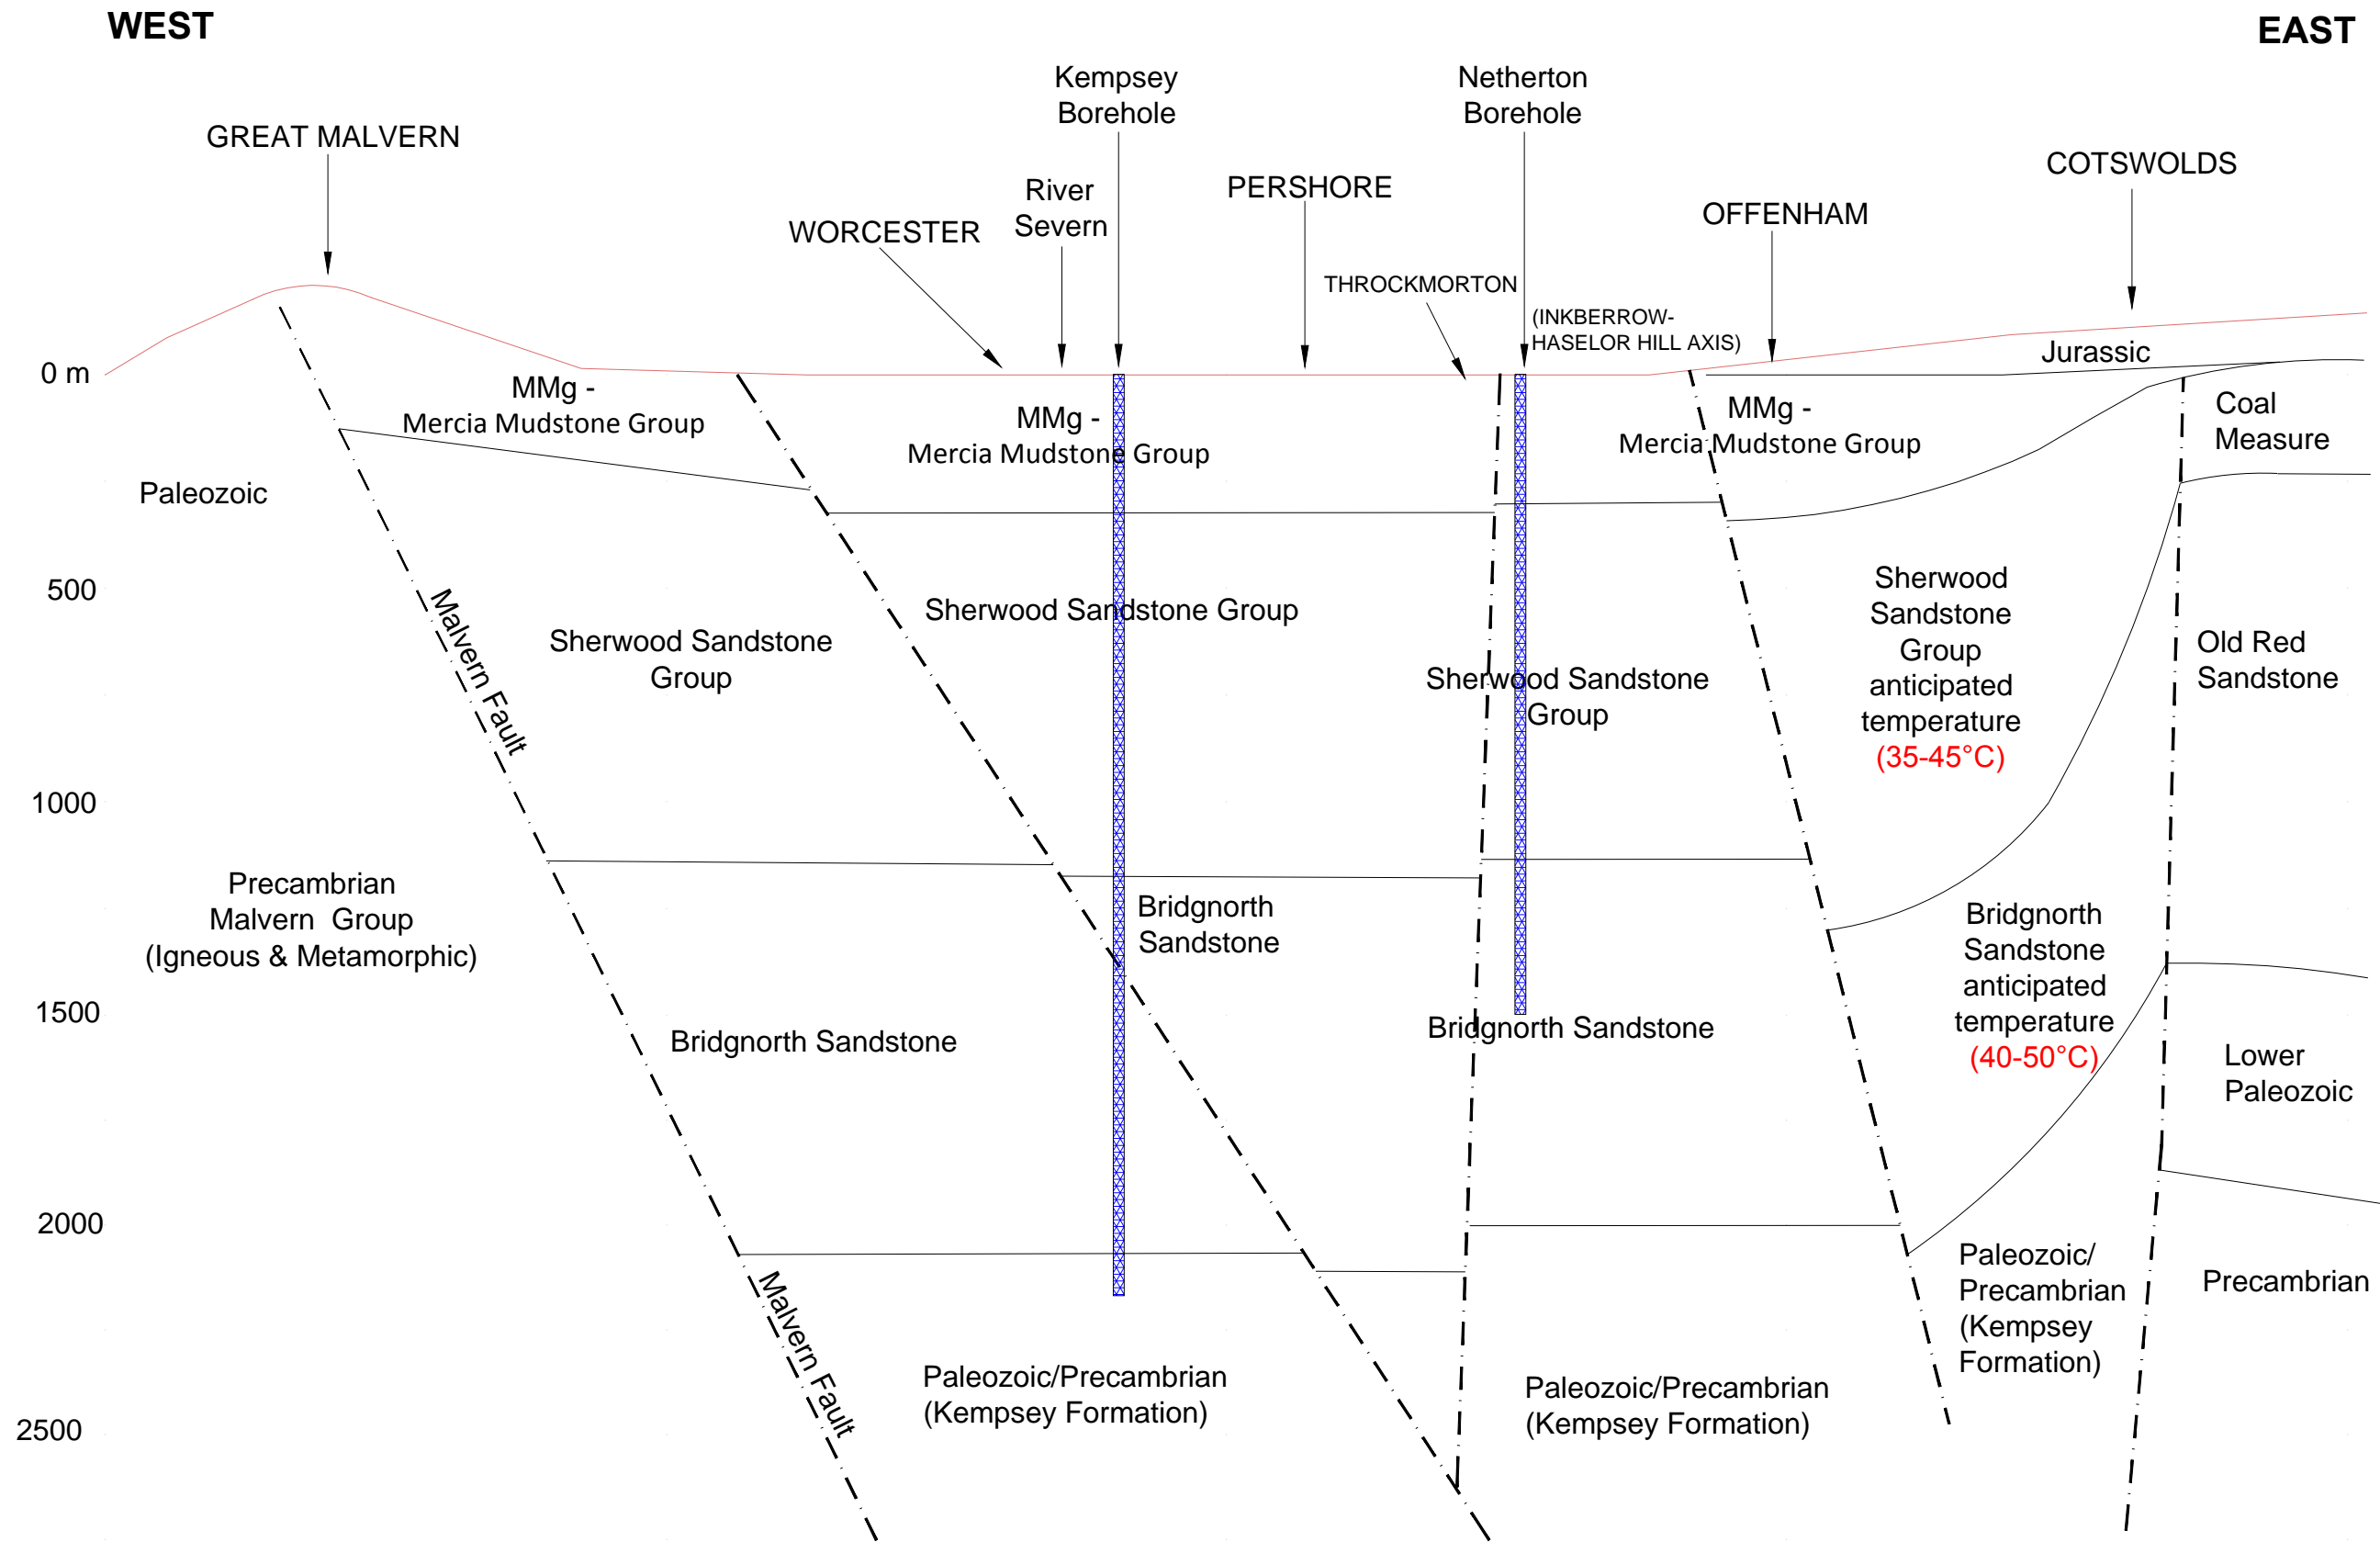 WEST
EAST
Kempsey
Borehole
Netherton
Borehole
GREAT MALVERN
COTSWOLDS
River
Severn
PERSHORE
OFFENHAM
WORCESTER
THROCKMORTON
(INKBERROW-
HASELOR HILL AXIS)
0 m
500
1000
1500
2000
2500
Jurassic
MMg -
Mercia Mudstone Group
MMg -
Mercia Mudstone Group
MMg -
Mercia Mudstone Group
Coal
Measure
Paleozoic
Malvern Fault
Sherwood Sandstone
Group
Sherwood Sandstone Group
Sherwood Sandstone
Group
Sherwood
Sandstone
Group
anticipated
temperature
(35-45°C)
Old Red
Sandstone
Precambrian
Malvern Group
(Igneous & Metamorphic)
Bridgnorth
Sandstone
Bridgnorth
Sandstone
anticipated
temperature
(40-50°C)
Bridgnorth Sandstone
Bridgnorth Sandstone
Lower
Paleozoic
Malvern Fault
Paleozoic/Precambrian
(Kempsey Formation)
Paleozoic/Precambrian
(Kempsey Formation)
Paleozoic/
Precambrian
(Kempsey
Formation)
Precambrian